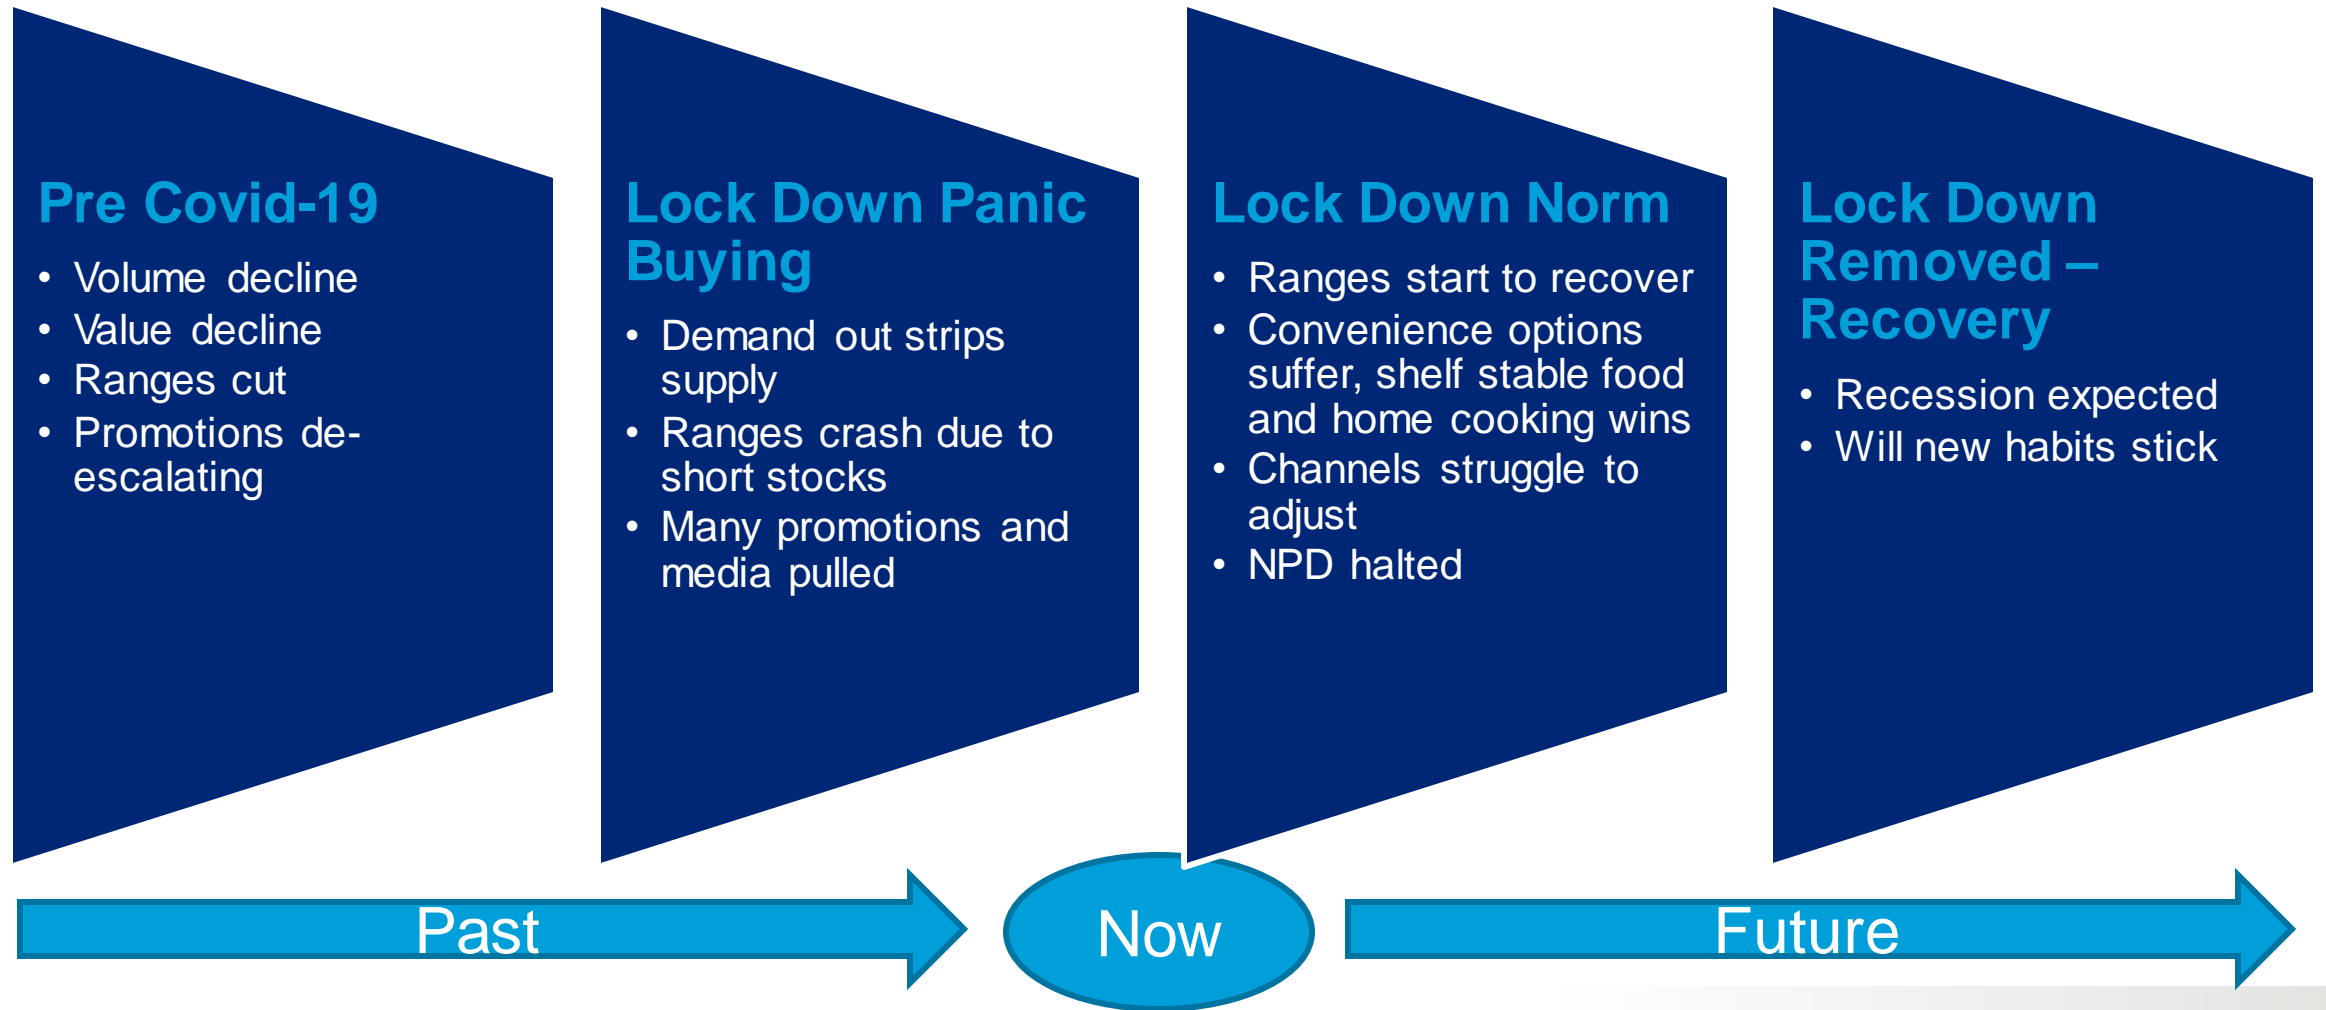 Pre Covid-19
• Volume decline
• Value decline
• Ranges cut
• Promotions de-
escalating
Lock Down Panic
Buying
• Demand out strips
supply
• Ranges crash due to
short stocks
• Many promotions and
media pulled
Lock Down Norm
• Ranges start to recover
• Convenience options
suffer, shelf stable food
and home cooking wins
• Channels struggle to
adjust
• NPD halted
Lock Down
Removed –
Recovery
• Recession expected
• Will new habits stick
Past
Now
Future